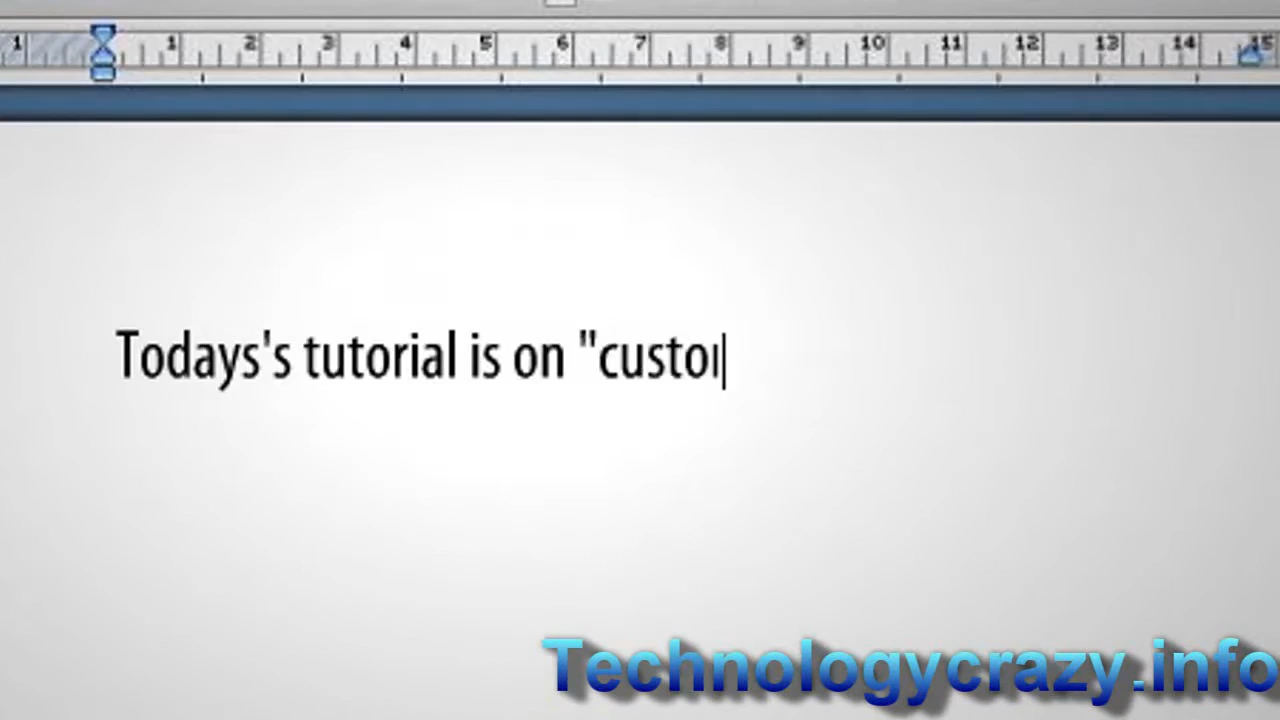 1 1 2 3 4 5 6 7 8 9 10 11 12 13 14 15
Todays's tutorial is on "custo
Technologycrazy.info